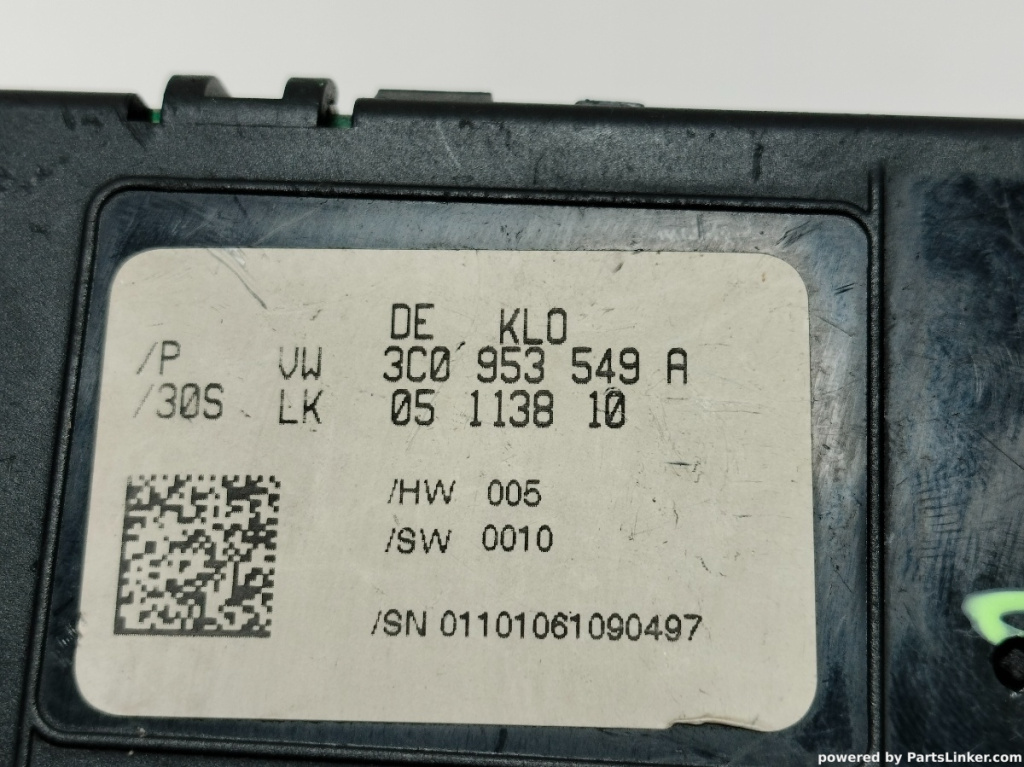 DE KLO
/P VW 3C0 953 549 A
/30S LK 05 1138 10
/HW 005
/SW 0010
/SN 01101061090497
powered by PartsLinker.com